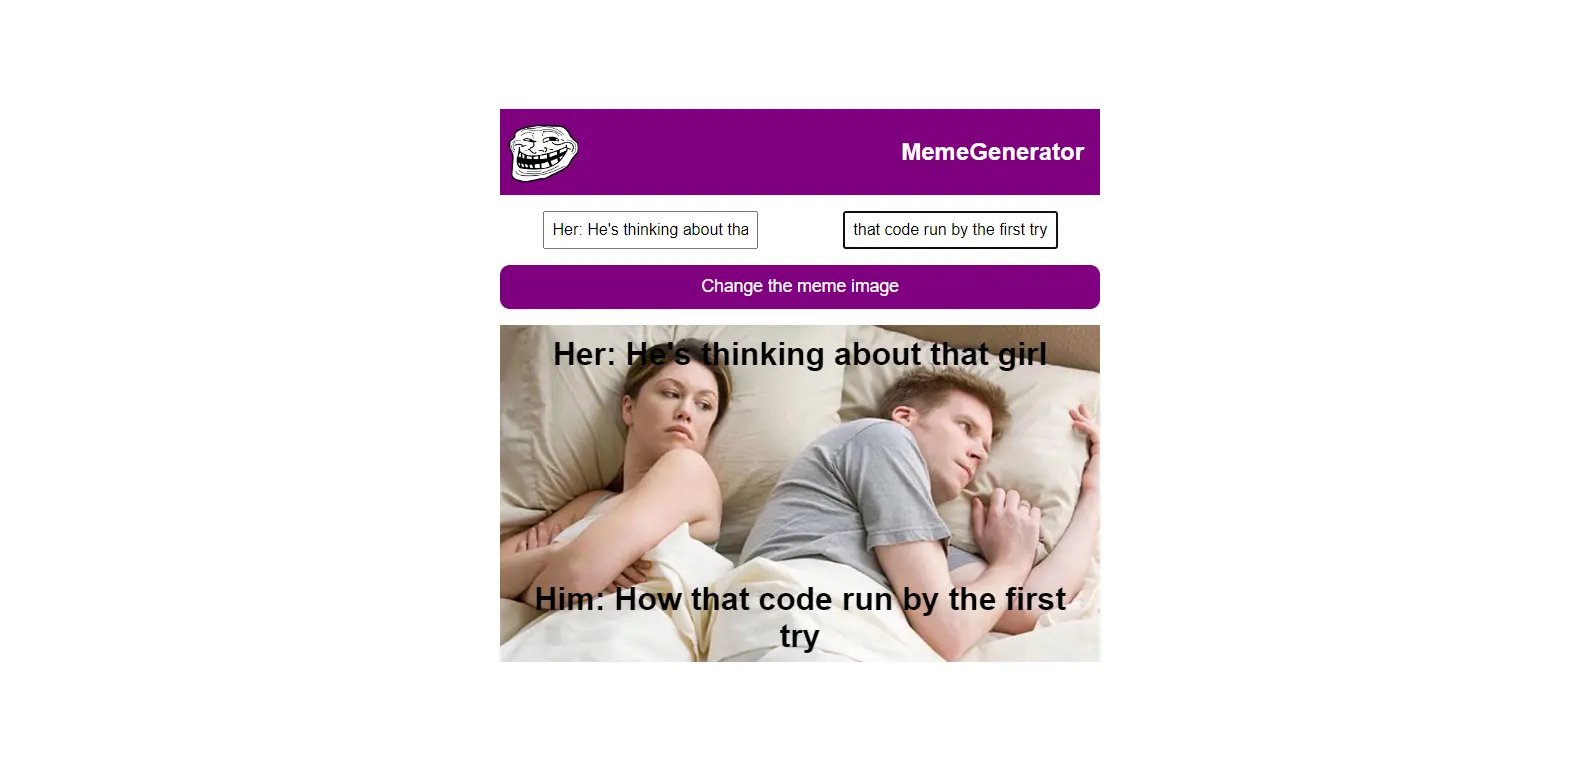 MemeGenerator
Her: He's thinking about tha
that code run by the first try
Change the meme image
Her: He's thinking about that girl
Him: How that code run by the first
try